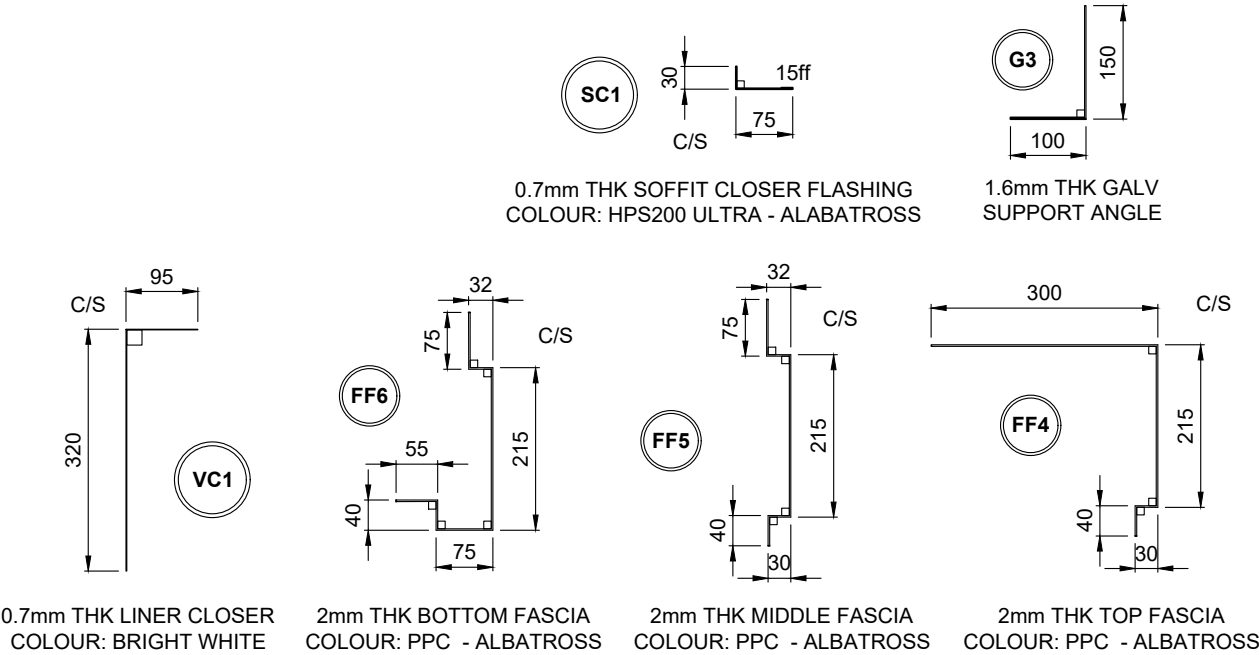 SC1
30
15ff
75
C/S
0.7mm THK SOFFIT CLOSER FLASHING
COLOUR: HPS200 ULTRA - ALABATROSS
G3
150
100
1.6mm THK GALV
SUPPORT ANGLE
95
C/S
320
VC1
0.7mm THK LINER CLOSER
COLOUR: BRIGHT WHITE
32
75
C/S
FF6
55
215
40
75
2mm THK BOTTOM FASCIA
COLOUR: PPC - ALBATROSS
32
75
C/S
FF5
215
40
30
2mm THK MIDDLE FASCIA
COLOUR: PPC - ALBATROSS
300
C/S
FF4
215
40
30
2mm THK TOP FASCIA
COLOUR: PPC - ALBATROSS